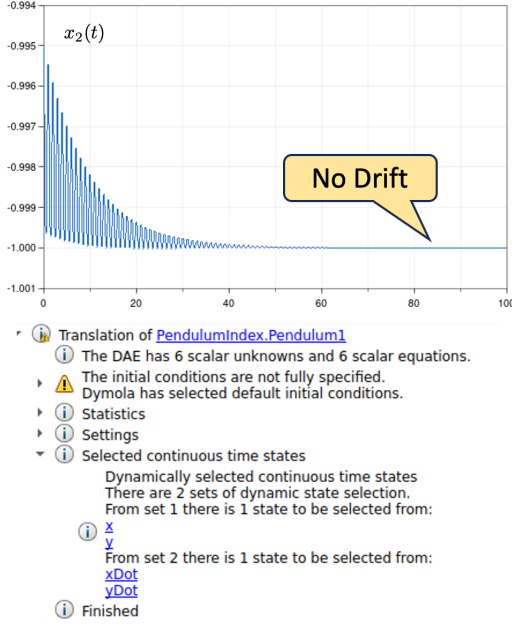 -0.994
x₂(t)
-0.995
-0.996
-0.997
No Drift
-0.998
-0.999
-1.000
-1.001
0 20 40 60 80 100
Translation of PendulumIndex.Pendulum1
The DAE has 6 scalar unknowns and 6 scalar equations.
The initial conditions are not fully specified.
Dymola has selected default initial conditions.
Statistics
Settings
Selected continuous time states
Dynamically selected continuous time states
There are 2 sets of dynamic state selection.
From set 1 there is 1 state to be selected from:
x
y
From set 2 there is 1 state to be selected from:
xDot
yDot
Finished